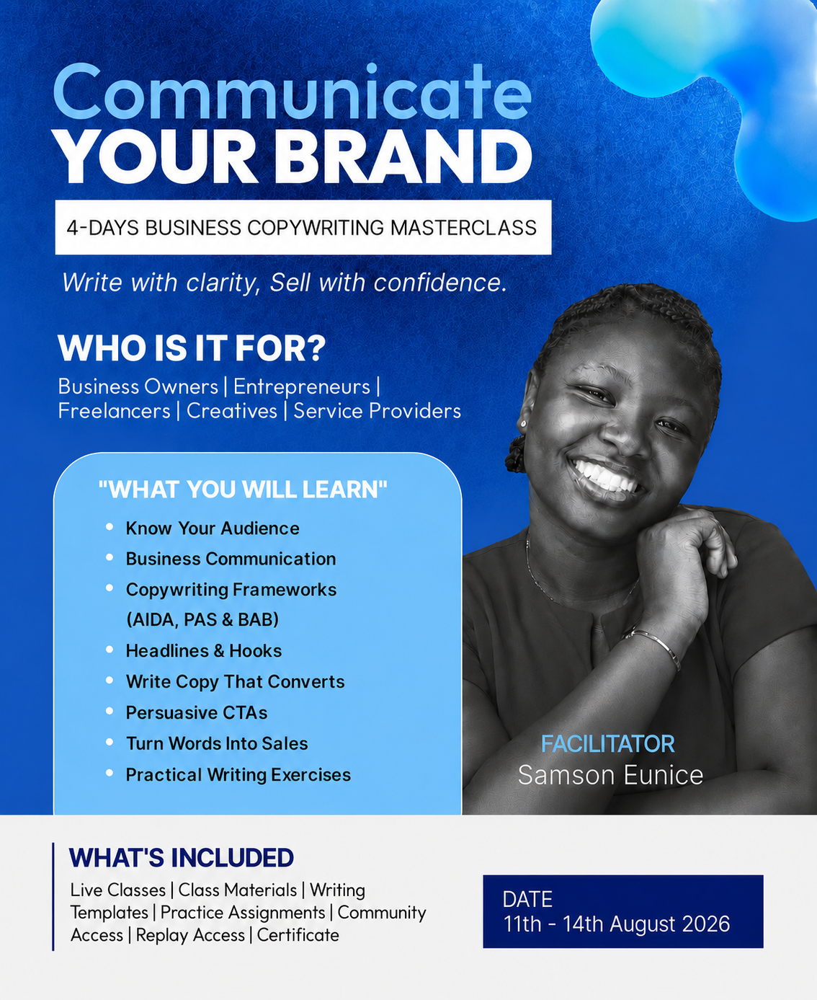 Communicate
YOUR BRAND
4-DAYS BUSINESS COPYWRITING MASTERCLASS
Write with clarity, Sell with confidence.
WHO IS IT FOR?
Business Owners | Entrepreneurs |
Freelancers | Creatives | Service Providers
"WHAT YOU WILL LEARN"
• Know Your Audience
• Business Communication
• Copywriting Frameworks
(AIDA, PAS & BAB)
• Headlines & Hooks
• Write Copy That Converts
• Persuasive CTAs
• Turn Words Into Sales
• Practical Writing Exercises
FACILITATOR
Samson Eunice
WHAT'S INCLUDED
Live Classes | Class Materials | Writing
Templates | Practice Assignments | Community
Access | Replay Access | Certificate
DATE
11th - 14th August 2026